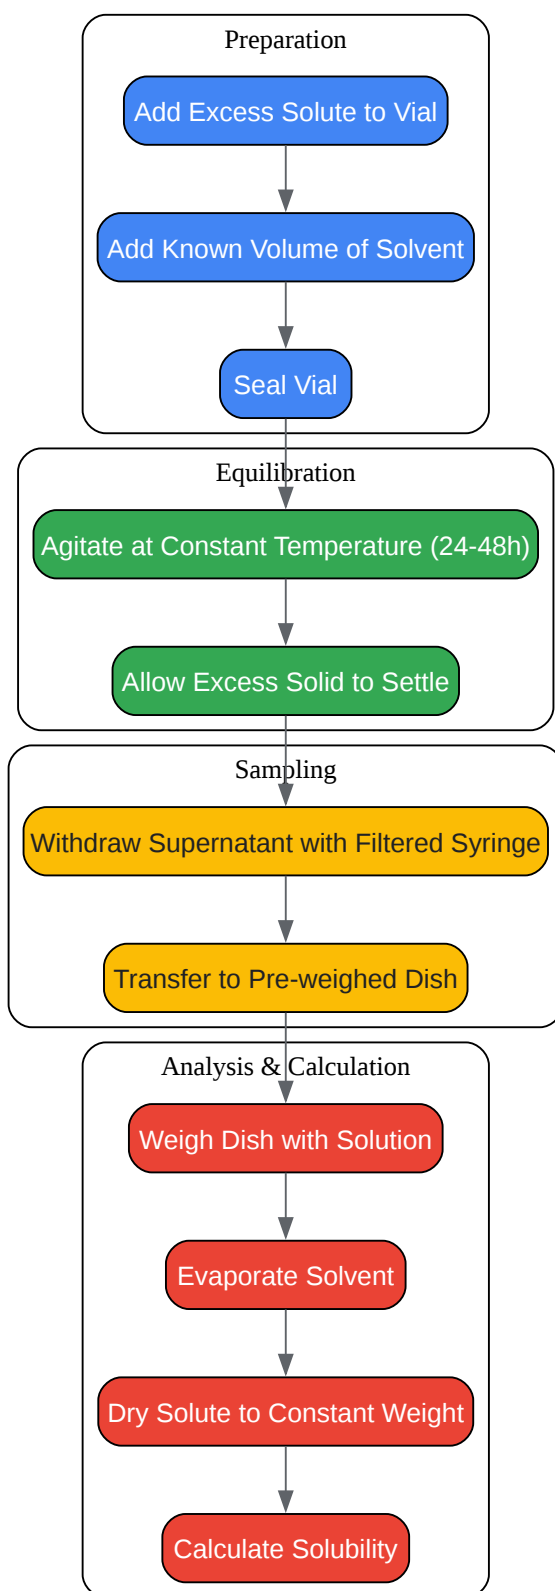 Preparation
Add Excess Solute to Vial
Add Known Volume of Solvent
Seal Vial
Equilibration
Agitate at Constant Temperature (24-48h)
Allow Excess Solid to Settle
Sampling
Withdraw Supernatant with Filtered Syringe
Transfer to Pre-weighed Dish
Analysis & Calculation
Weigh Dish with Solution
Evaporate Solvent
Dry Solute to Constant Weight
Calculate Solubility